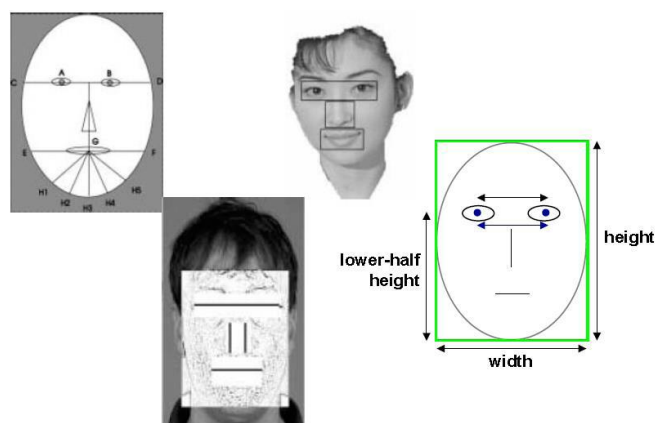 A B
C D
G
E F
H1 H2 H3 H4 H5
lower-half
height
height
width